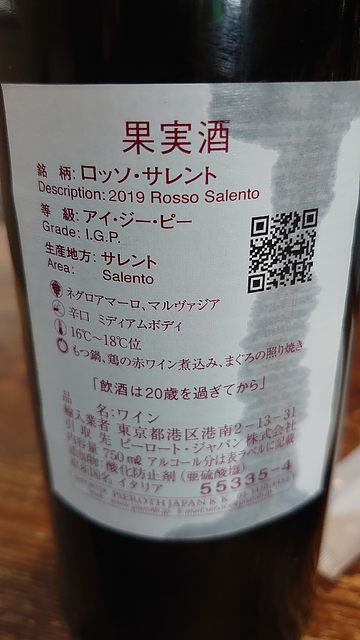 果実酒
銘 柄: ロッソ・サレント
Description: 2019 Rosso Salento
等 級: アイ・ジー・ピー
Grade: I.G.P.
生産地方: サレント
Area: Salento
ネグロアマーロ、マルヴァジア
辛口 ミディアムボディ
16℃〜18℃位
もつ鍋、鶏の赤ワイン煮込み、まぐろの照り焼き
「飲酒は20歳を過ぎてから」
品 名:ワイン
輸入業者 東京都港区港南2-13-31
引 取 先 ピーロート・ジャパン 株式会社
内容量 750㎖ アルコール分は表ラベルに記載
酸化防止剤 (亜硫酸塩)
イタリア 55335-4
PIEROTH JAPAN K.K.